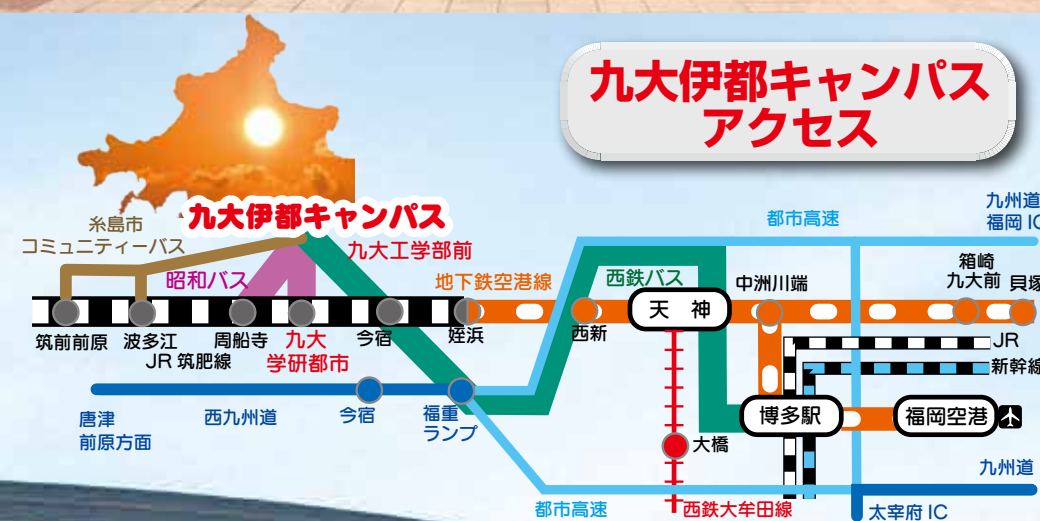 九大伊都キャンパス
アクセス
九州道
福岡 IC
都市高速
糸島市
コミュニティーバス
九大伊都キャンパス
九大工学部前
昭和バス
地下鉄空港線
西鉄バス
中洲川端
箱崎
九大前
貝塚
天 神
筑前前原
波多江
周船寺
九大
学研都市
今宿
姪浜
西新
JR 筑肥線
JR
新幹線
唐津
前原方面
西九州道
今宿
福重
ランプ
博多駅
福岡空港
大橋
九州道
都市高速
西鉄大牟田線
太宰府 IC